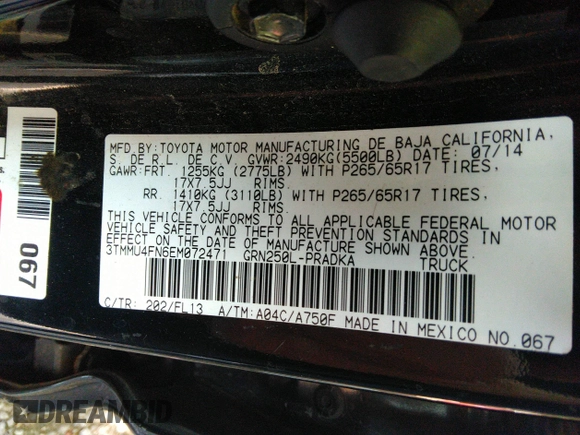 MFD.BY:TOYOTA MOTOR MANUFACTURING DE BAJA CALIFORNIA,
S. DE R.L. DE C.V. GVWR:2490KG(5500LB) DATE: 07/14
GAWR:FRT. 1255KG (2775LB) WITH P265/65R17 TIRES,
17X7.5JJ RIMS.
RR. 1410KG (3110LB) WITH P265/65R17 TIRES,
17X7.5JJ RIMS.
THIS VEHICLE CONFORMS TO ALL APPLICABLE FEDERAL MOTOR
VEHICLE SAFETY AND THEFT PREVENTION STANDARDS IN
EFFECT ON THE DATE OF MANUFACTURE SHOWN ABOVE.
3TMMU4FN6EM072471 GRN250L-PRADKA TRUCK
C/TR: 202/FL13 A/TM:A04C/A750F MADE IN MEXICO NO.067
067
DREAMBID